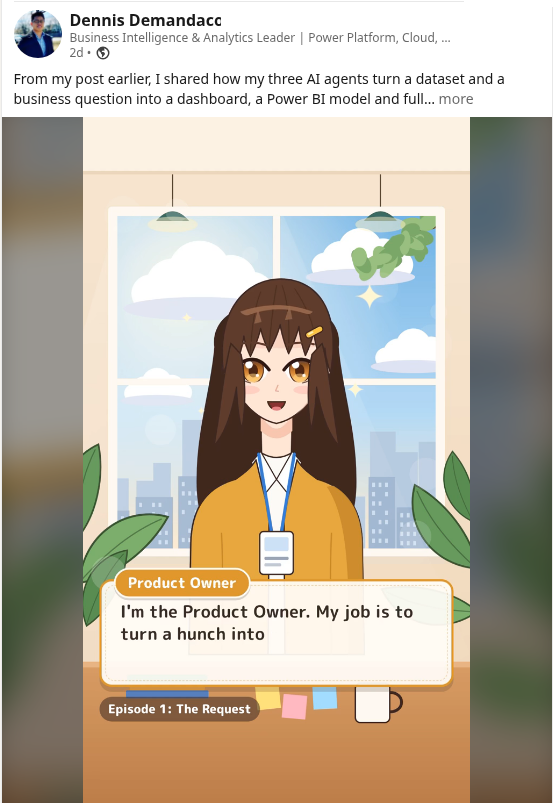 Dennis Demandacc
Business Intelligence & Analytics Leader | Power Platform, Cloud, ...
2d •
From my post earlier, I shared how my three AI agents turn a dataset and a
business question into a dashboard, a Power BI model and full... more
Product Owner
I'm the Product Owner. My job is to
turn a hunch into
Episode 1: The Request